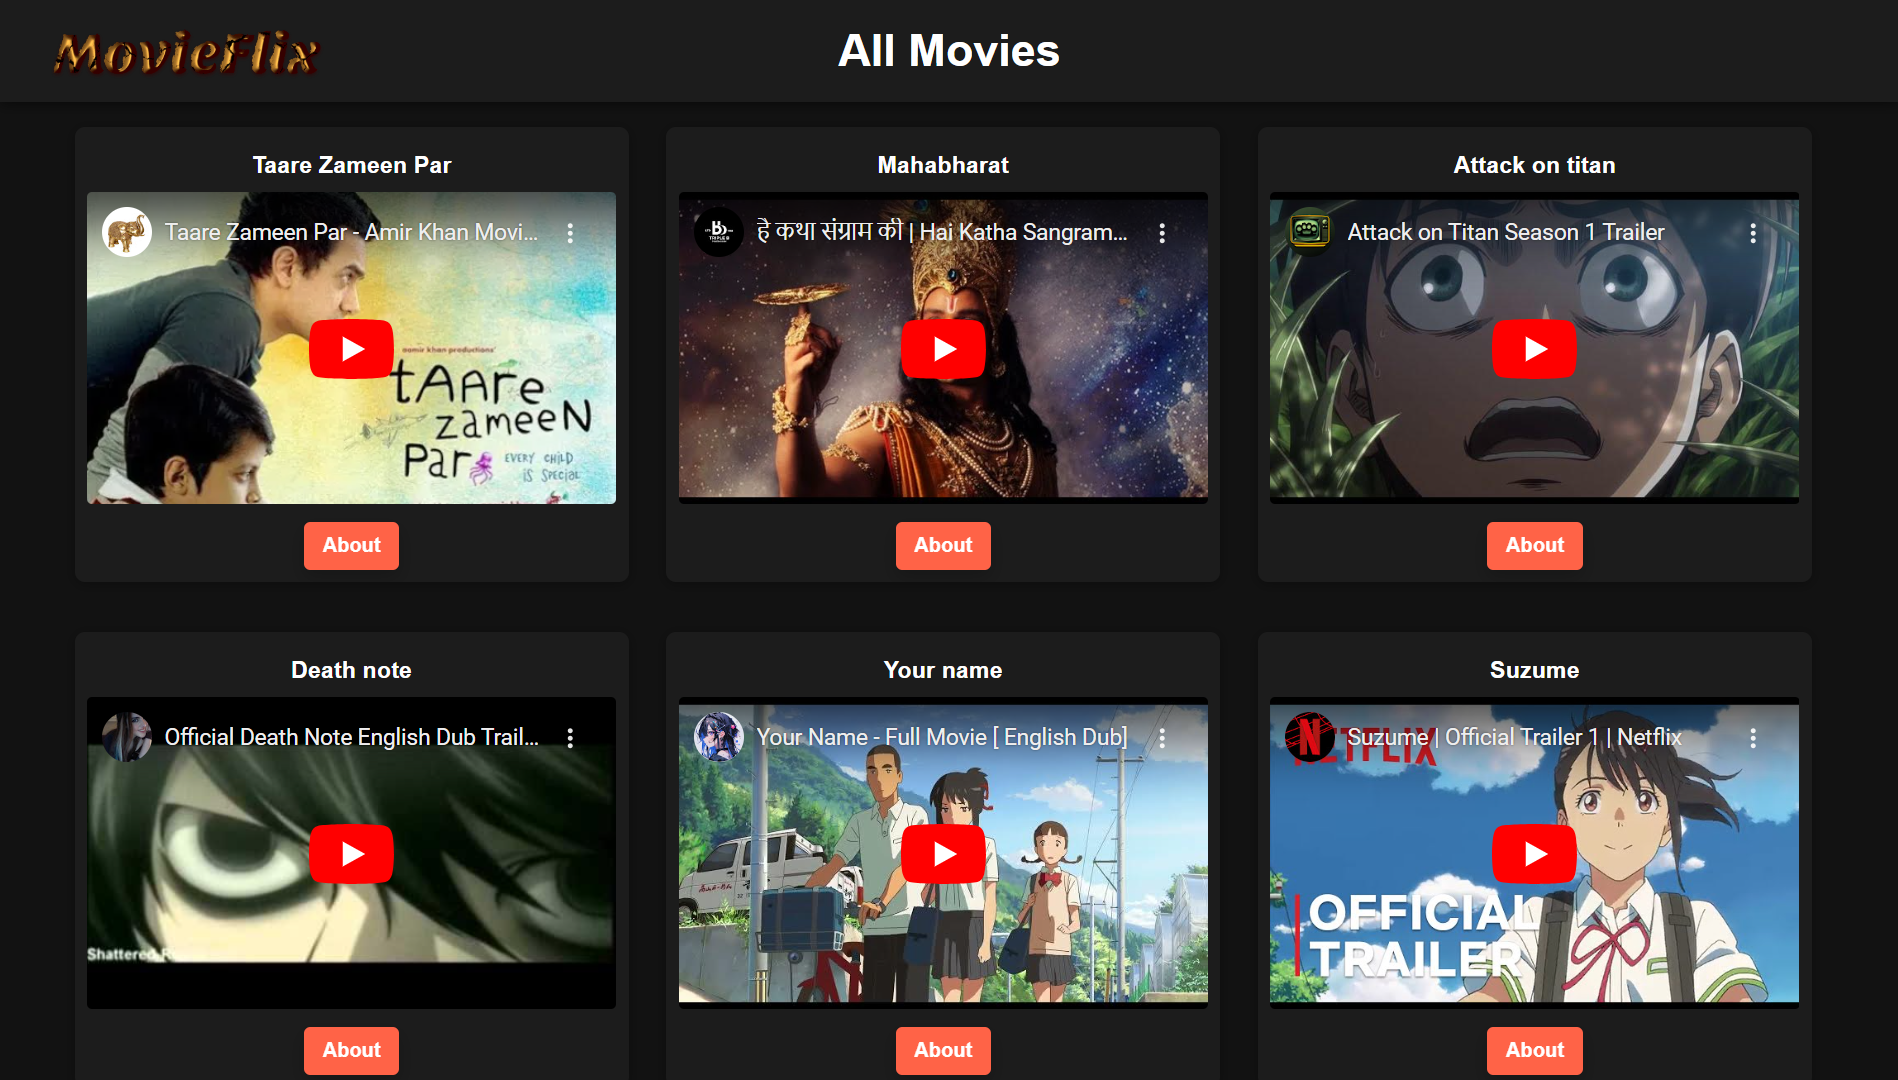 MovieFlix
All Movies
Taare Zameen Par
Taare Zameen Par - Amir Khan Movi...
aamir khan productions'
tAAre
zameeN
Par
EVERY CHILD
IS SPECIAL
About
Mahabharat
है कथा संग्राम की | Hai Katha Sangram...
About
Attack on titan
Attack on Titan Season 1 Trailer
About
Death note
Official Death Note English Dub Trail...
Shattered
About
Your name
Your Name - Full Movie [ English Dub]
About
Suzume
Suzume | Official Trailer 1 | Netflix
NETFLIX
OFFICIAL
TRAILER
About